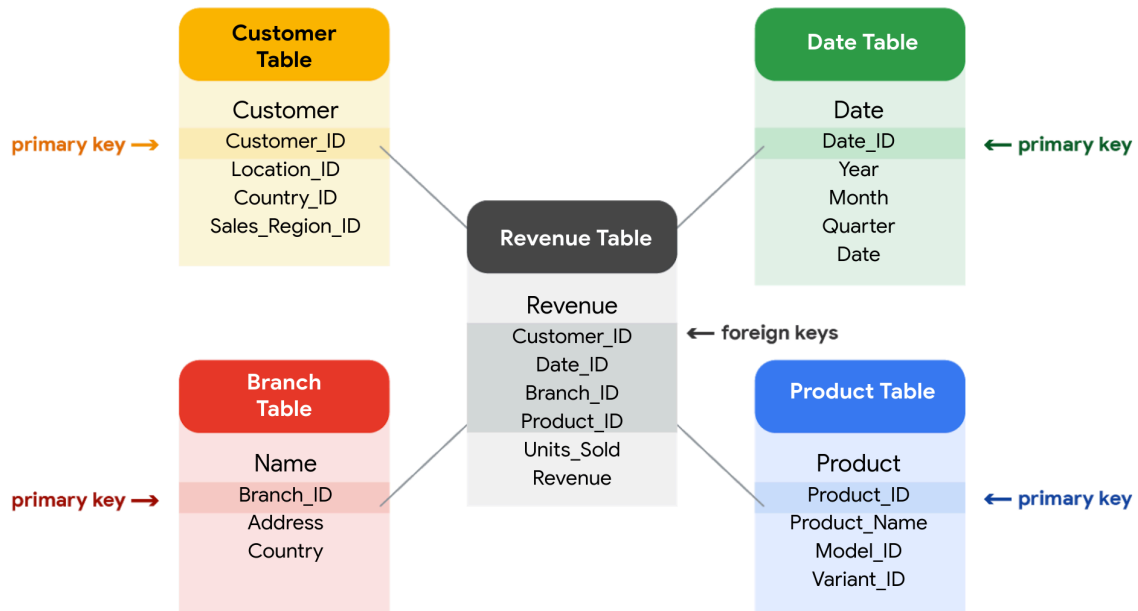 Customer
Table
Customer
primary key →
Customer_ID
Location_ID
Country_ID
Sales_Region_ID
Date Table
Date
Date_ID
← primary key
Year
Month
Quarter
Date
Revenue Table
Revenue
Customer_ID
← foreign keys
Date_ID
Branch_ID
Product_ID
Units_Sold
Revenue
Branch
Table
Name
primary key →
Branch_ID
Address
Country
Product Table
Product
Product_ID
← primary key
Product_Name
Model_ID
Variant_ID